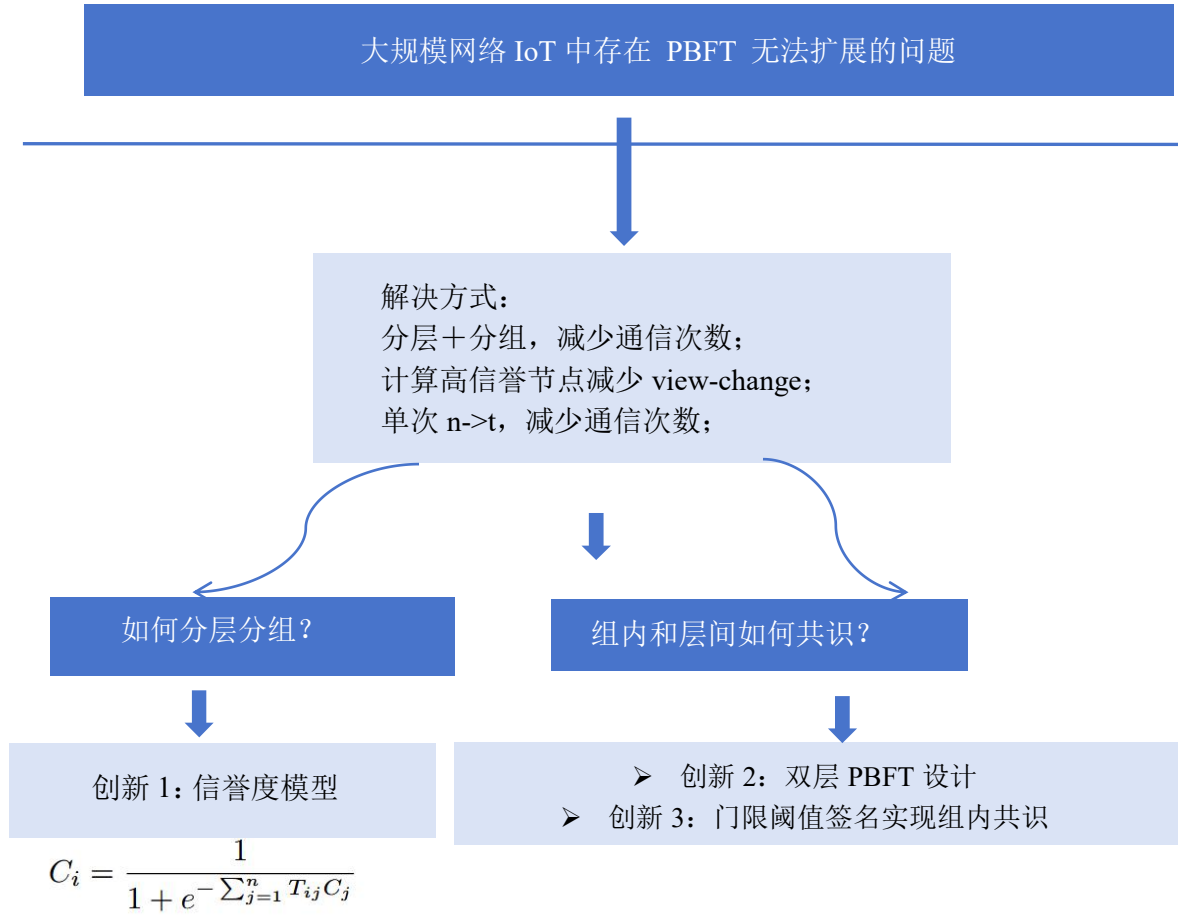 大规模网络 IoT 中存在 PBFT 无法扩展的问题
解决方式：
分层＋分组，减少通信次数；
计算高信誉节点减少 view-change；
单次 n->t，减少通信次数；
如何分层分组？
组内和层间如何共识？
创新 1：信誉度模型
➢ 创新 2：双层 PBFT 设计
➢ 创新 3：门限阈值签名实现组内共识
$C_i = \frac{1}{1 + e^{-\sum_{j=1}^{n} T_{ij} C_j}}$